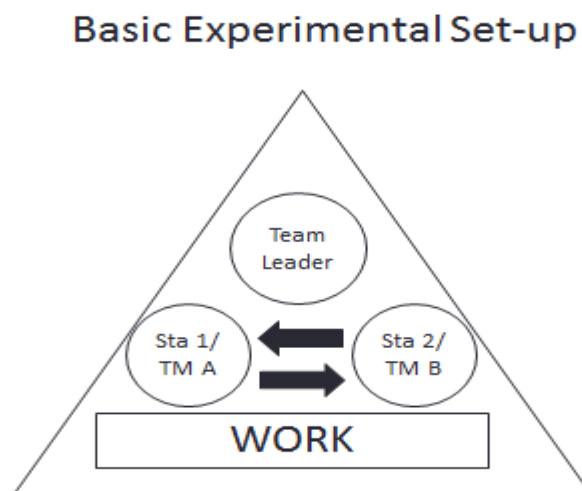 Basic Experimental Set-up
Team
Leader
Sta 1/
TM A
Sta 2/
TM B
WORK